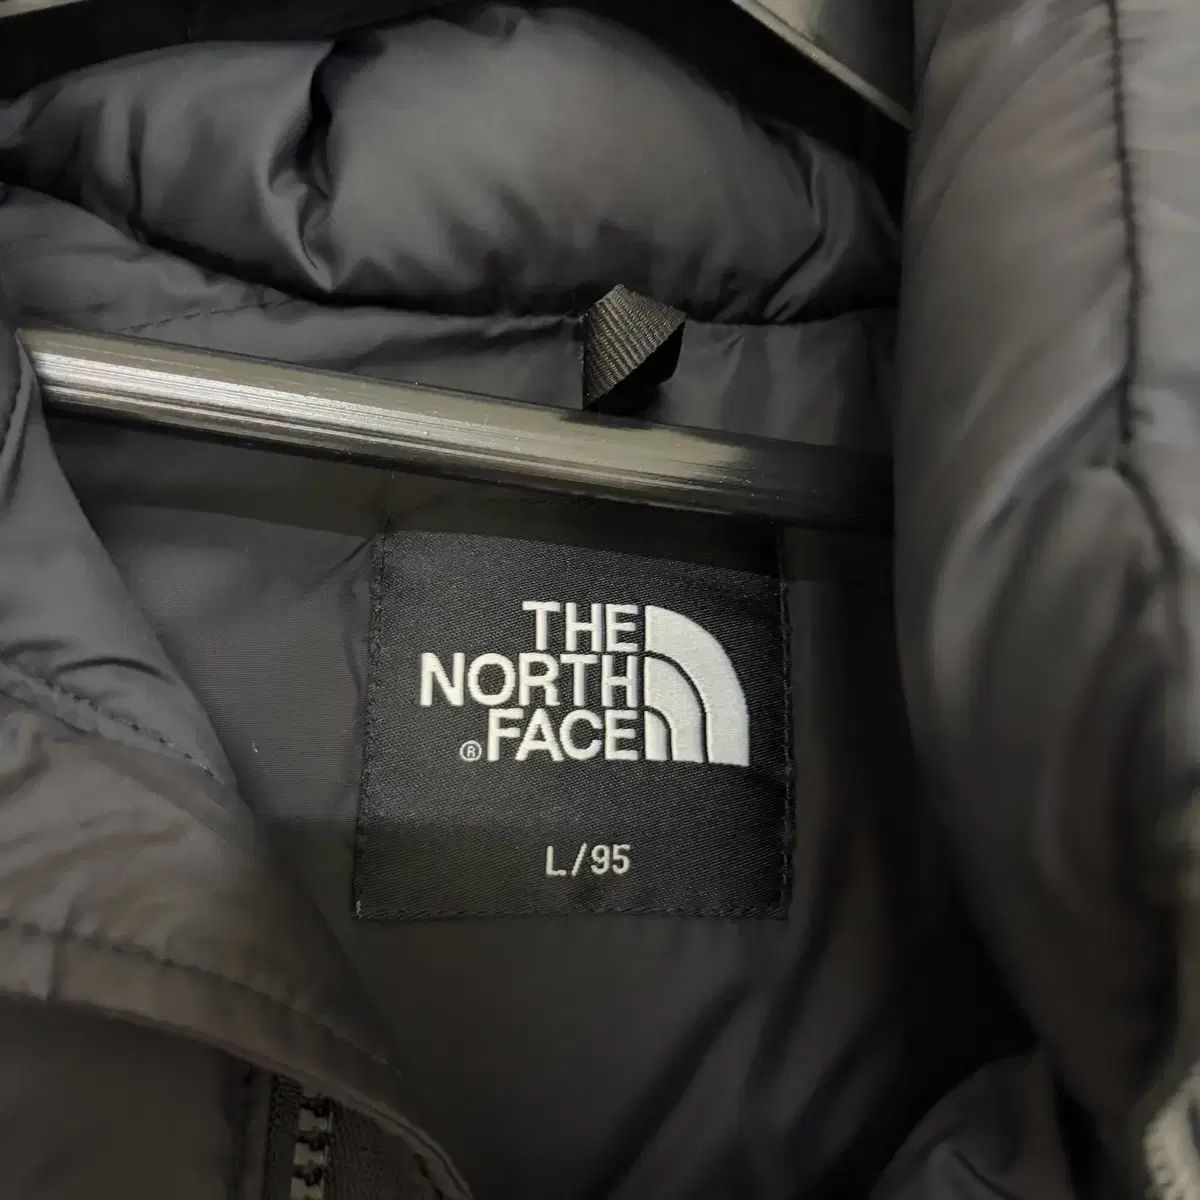 THE
NORTH
® FACE
L/95